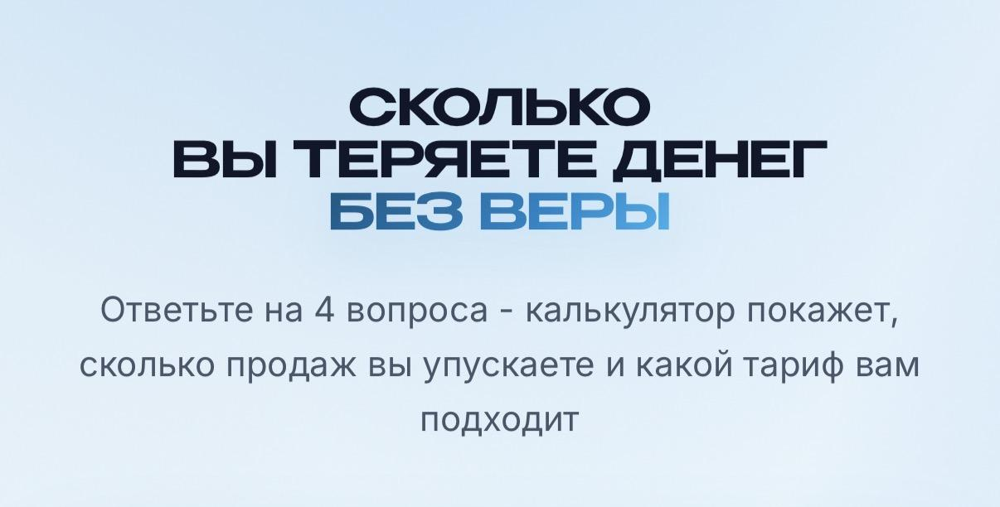 СКОЛЬКО
ВЫ ТЕРЯЕТЕ ДЕНЕГ
БЕЗ ВЕРЫ
Ответьте на 4 вопроса - калькулятор покажет,
сколько продаж вы упускаете и какой тариф вам
подходит